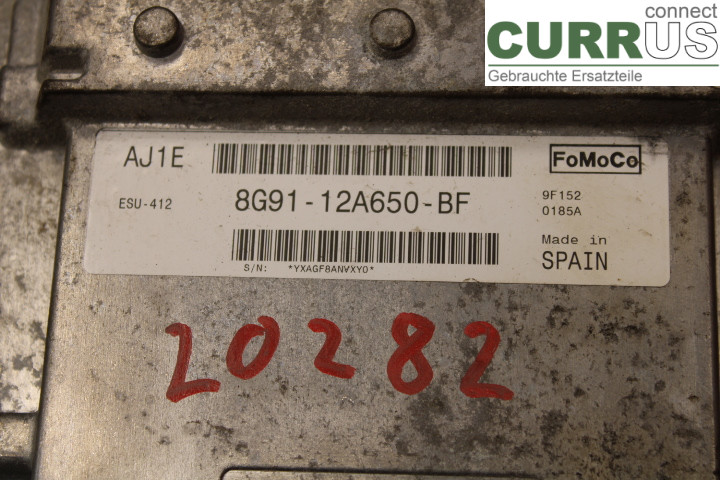 connect
CURRUS
Gebrauchte Ersatzteile
AJ1E
FoMoCo
ESU-412
8G91-12A650-BF
9F152
0185A
Made in
SPAIN
S/N: *YXAGF8ANVXY0*
20282